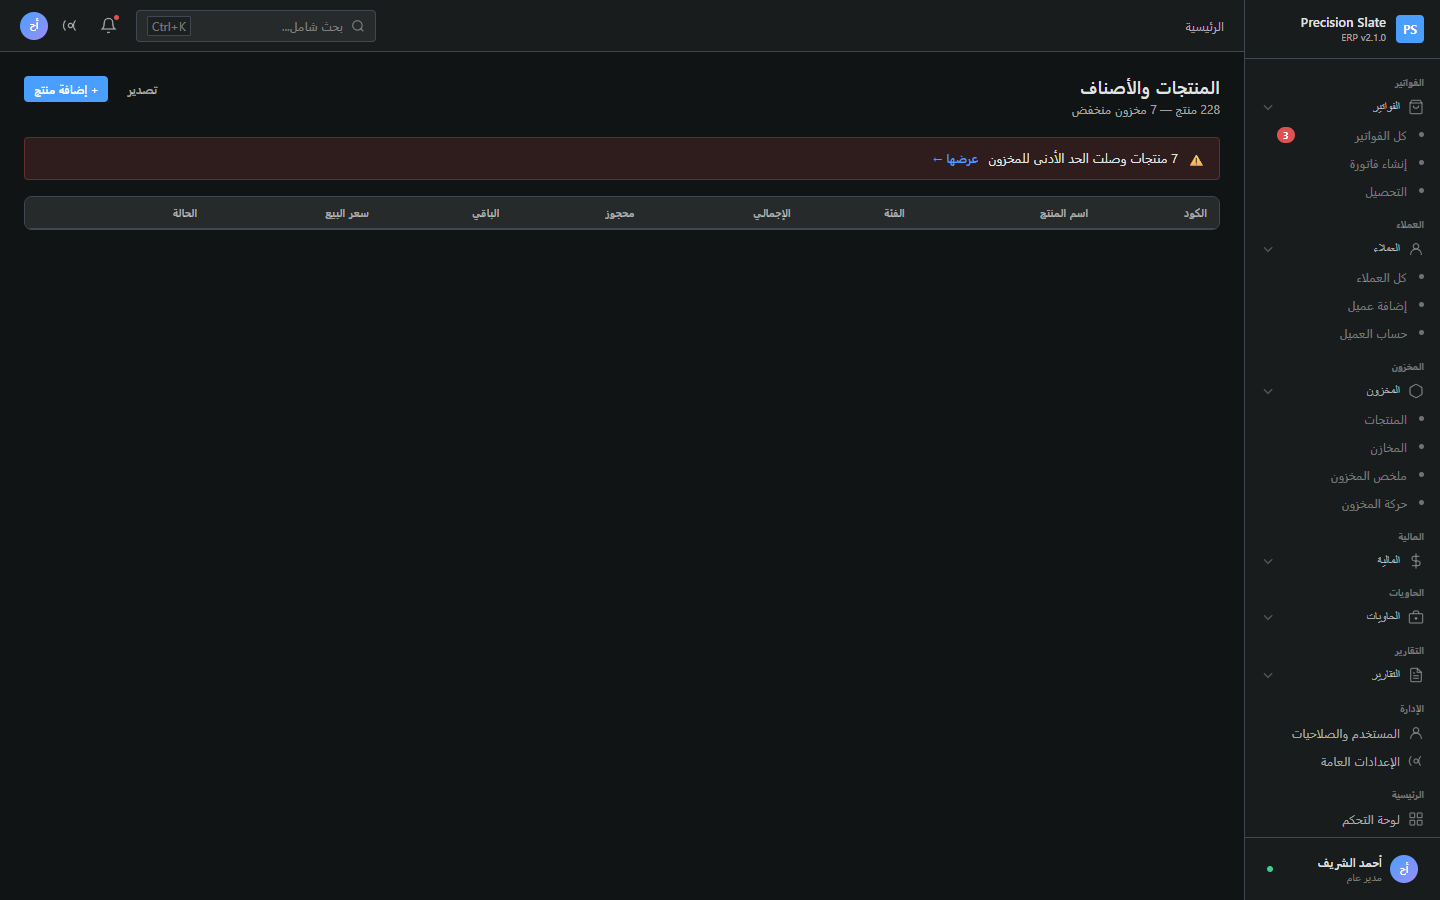 PS
Precision Slate
ERP v2.1.0
الفواتير
الفواتير
كل الفواتير
3
إنشاء فاتورة
التحصيل
العملاء
العملاء
كل العملاء
إضافة عميل
حساب العميل
المخزون
المخزون
المنتجات
المخازن
ملخص المخزون
حركة المخزون
المالية
المالية
الحاويات
الحاويات
التقارير
التقارير
الإدارة
المستخدم والصلاحيات
الإعدادات العامة
الرئيسية
لوحة التحكم
أح
أحمد الشريف
مدير عام
الرئيسية
بحث شامل...
Ctrl+K
أح
المنتجات والأصناف
228 منتج — 7 مخزون منخفض
تصدير
+ إضافة منتج
7 منتجات وصلت الحد الأدنى للمخزون عرضها ←
الكود اسم المنتج الفئة الإجمالي محجوز الباقي سعر البيع الحالة